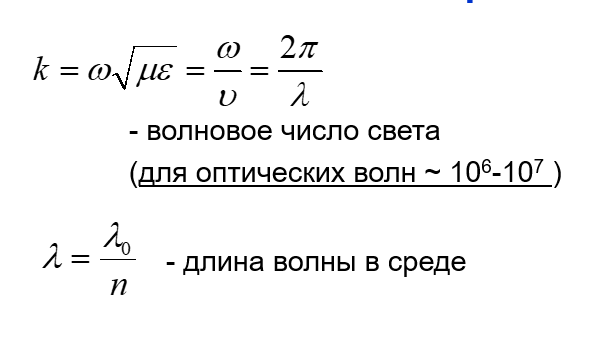 k = ω√με = ω/υ = 2π/λ
- волновое число света
(для оптических волн ~ 10⁶-10⁷ )
λ = λ₀/n - длина волны в среде